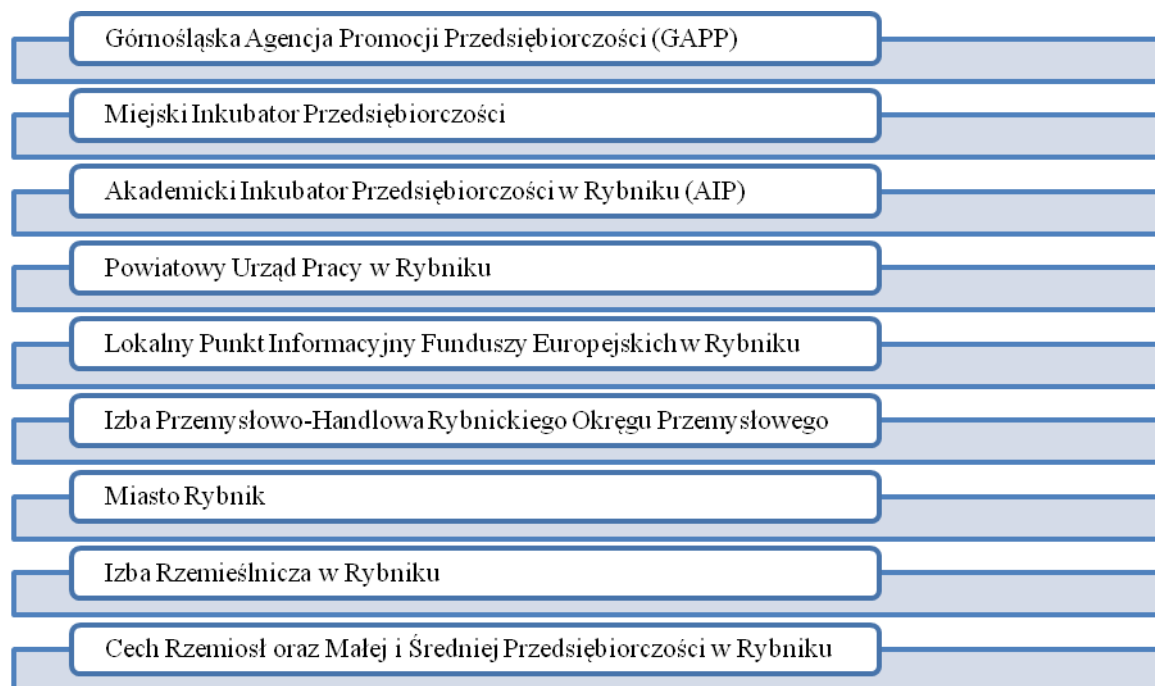 Górnośląska Agencja Promocji Przedsiębiorczości (GAPP)
Miejski Inkubator Przedsiębiorczości
Akademicki Inkubator Przedsiębiorczości w Rybniku (AIP)
Powiatowy Urząd Pracy w Rybniku
Lokalny Punkt Informacyjny Funduszy Europejskich w Rybniku
Izba Przemysłowo-Handlowa Rybnickiego Okręgu Przemysłowego
Miasto Rybnik
Izba Rzemieślnicza w Rybniku
Cech Rzemiosł oraz Małej i Średniej Przedsiębiorczości w Rybniku